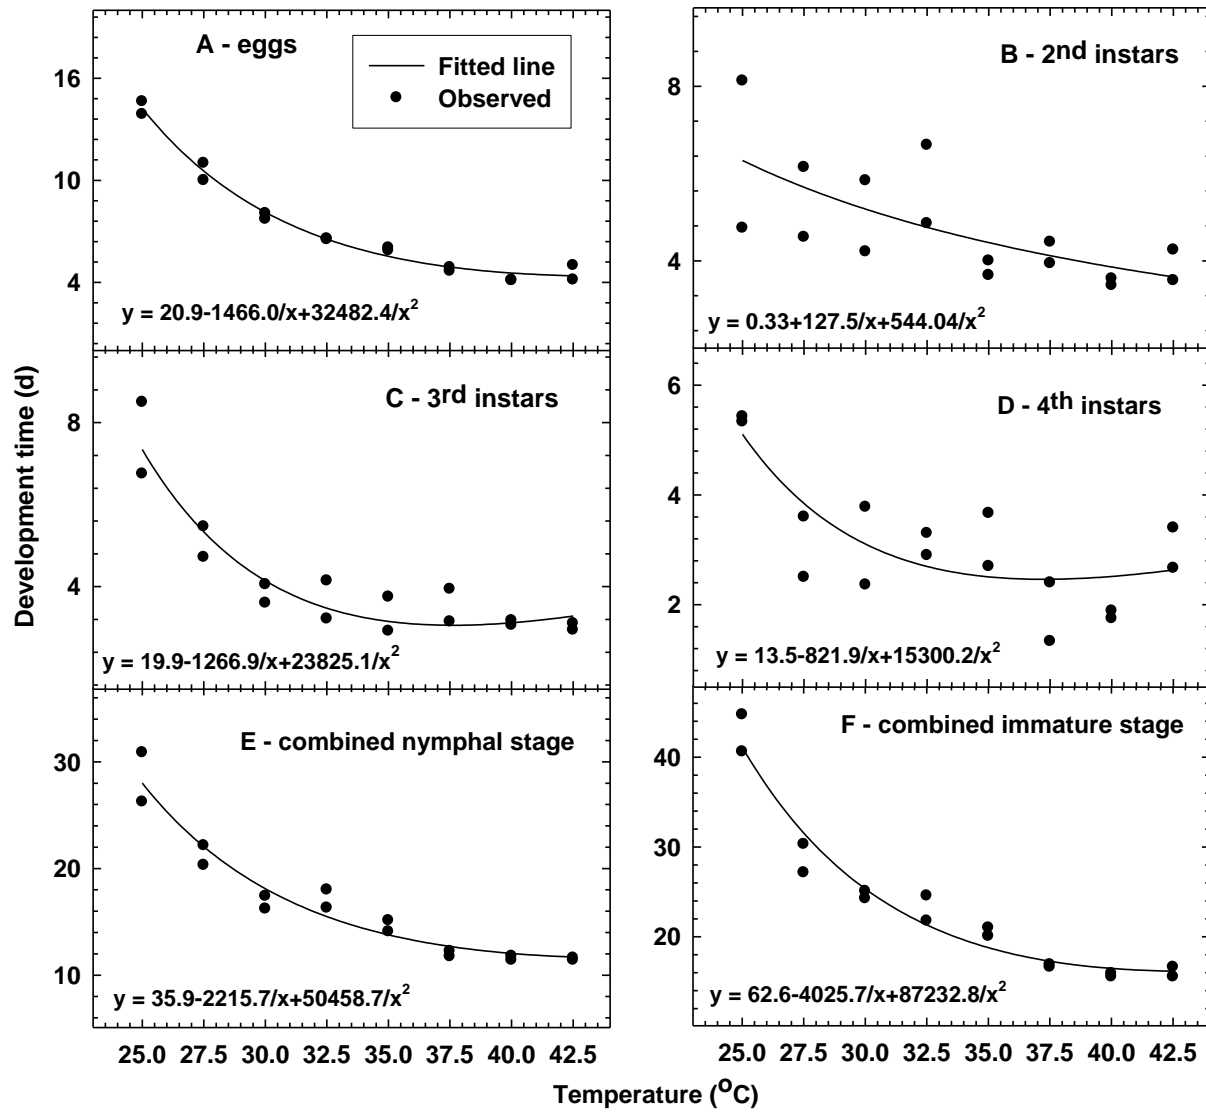 A - eggs
Fitted line
Observed
16
10
4
y = 20.9-1466.0/x+32482.4/x²
B - 2nd instars
8
4
y = 0.33+127.5/x+544.04/x²
C - 3rd instars
8
4
y = 19.9-1266.9/x+23825.1/x²
D - 4th instars
6
4
2
y = 13.5-821.9/x+15300.2/x²
E - combined nymphal stage
30
20
10
y = 35.9-2215.7/x+50458.7/x²
F - combined immature stage
40
30
20
y = 62.6-4025.7/x+87232.8/x²
25.0 27.5 30.0 32.5 35.0 37.5 40.0 42.5
25.0 27.5 30.0 32.5 35.0 37.5 40.0 42.5
Development time (d)
Temperature (°C)